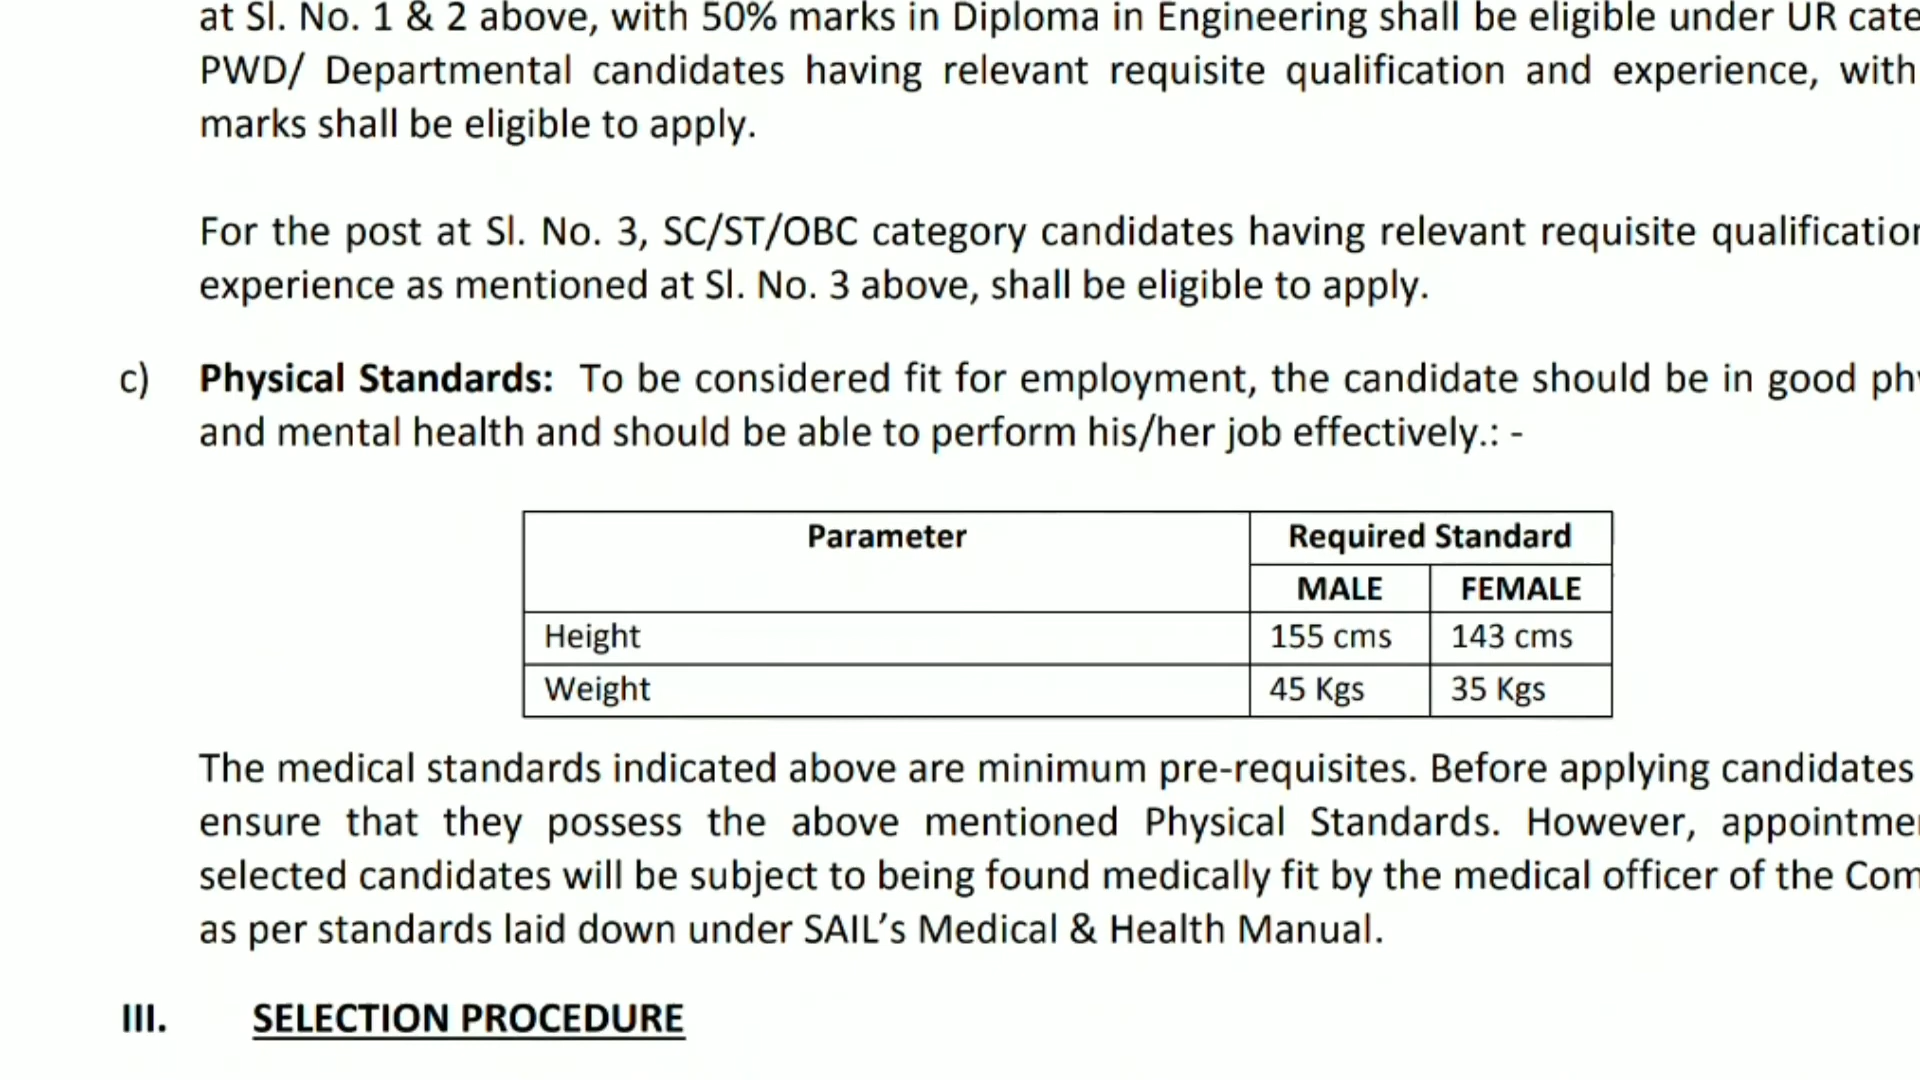 at Sl. No. 1 & 2 above, with 50% marks in Diploma in Engineering shall be eligible under UR
PWD/ Departmental candidates having relevant requisite qualification and experience, with
marks shall be eligible to apply.
For the post at Sl. No. 3, SC/ST/OBC category candidates having relevant requisite
experience as mentioned at Sl. No. 3 above, shall be eligible to apply.
c) Physical Standards: To be considered fit for employment, the candidate should be in good
and mental health and should be able to perform his/her job effectively.: -
Parameter Required Standard
MALE FEMALE
Height 155 cms 143 cms
Weight 45 Kgs 35 Kgs
The medical standards indicated above are minimum pre-requisites. Before applying candidates
ensure that they possess the above mentioned Physical Standards. However,
selected candidates will be subject to being found medically fit by the medical officer of the
as per standards laid down under SAIL’s Medical & Health Manual.
III. SELECTION PROCEDURE